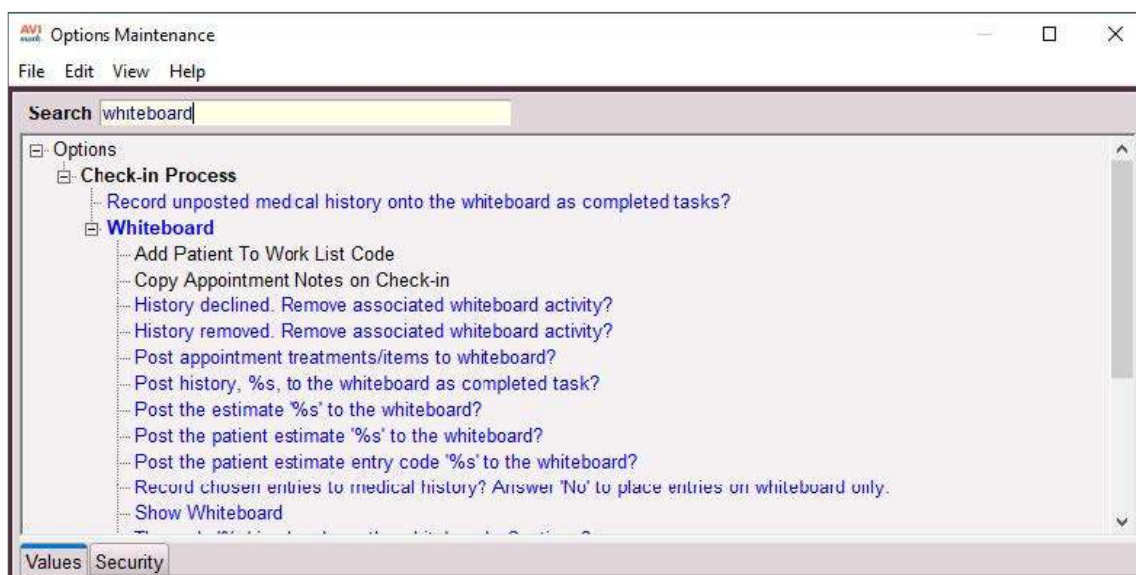 AVI mark Options Maintenance
File Edit View Help
Search whiteboard
Options
Check-in Process
Record unposted medical history onto the whiteboard as completed tasks?
Whiteboard
Add Patient To Work List Code
Copy Appointment Notes on Check-in
History declined. Remove associated whiteboard activity?
History removed. Remove associated whiteboard activity?
Post appointment treatments/items to whiteboard?
Post history, %s, to the whiteboard as completed task?
Post the estimate '%s' to the whiteboard?
Post the patient estimate '%s' to the whiteboard?
Post the patient estimate entry code '%s' to the whiteboard?
Record chosen entries to medical history? Answer 'No' to place entries on whiteboard only.
Show Whiteboard
Values Security